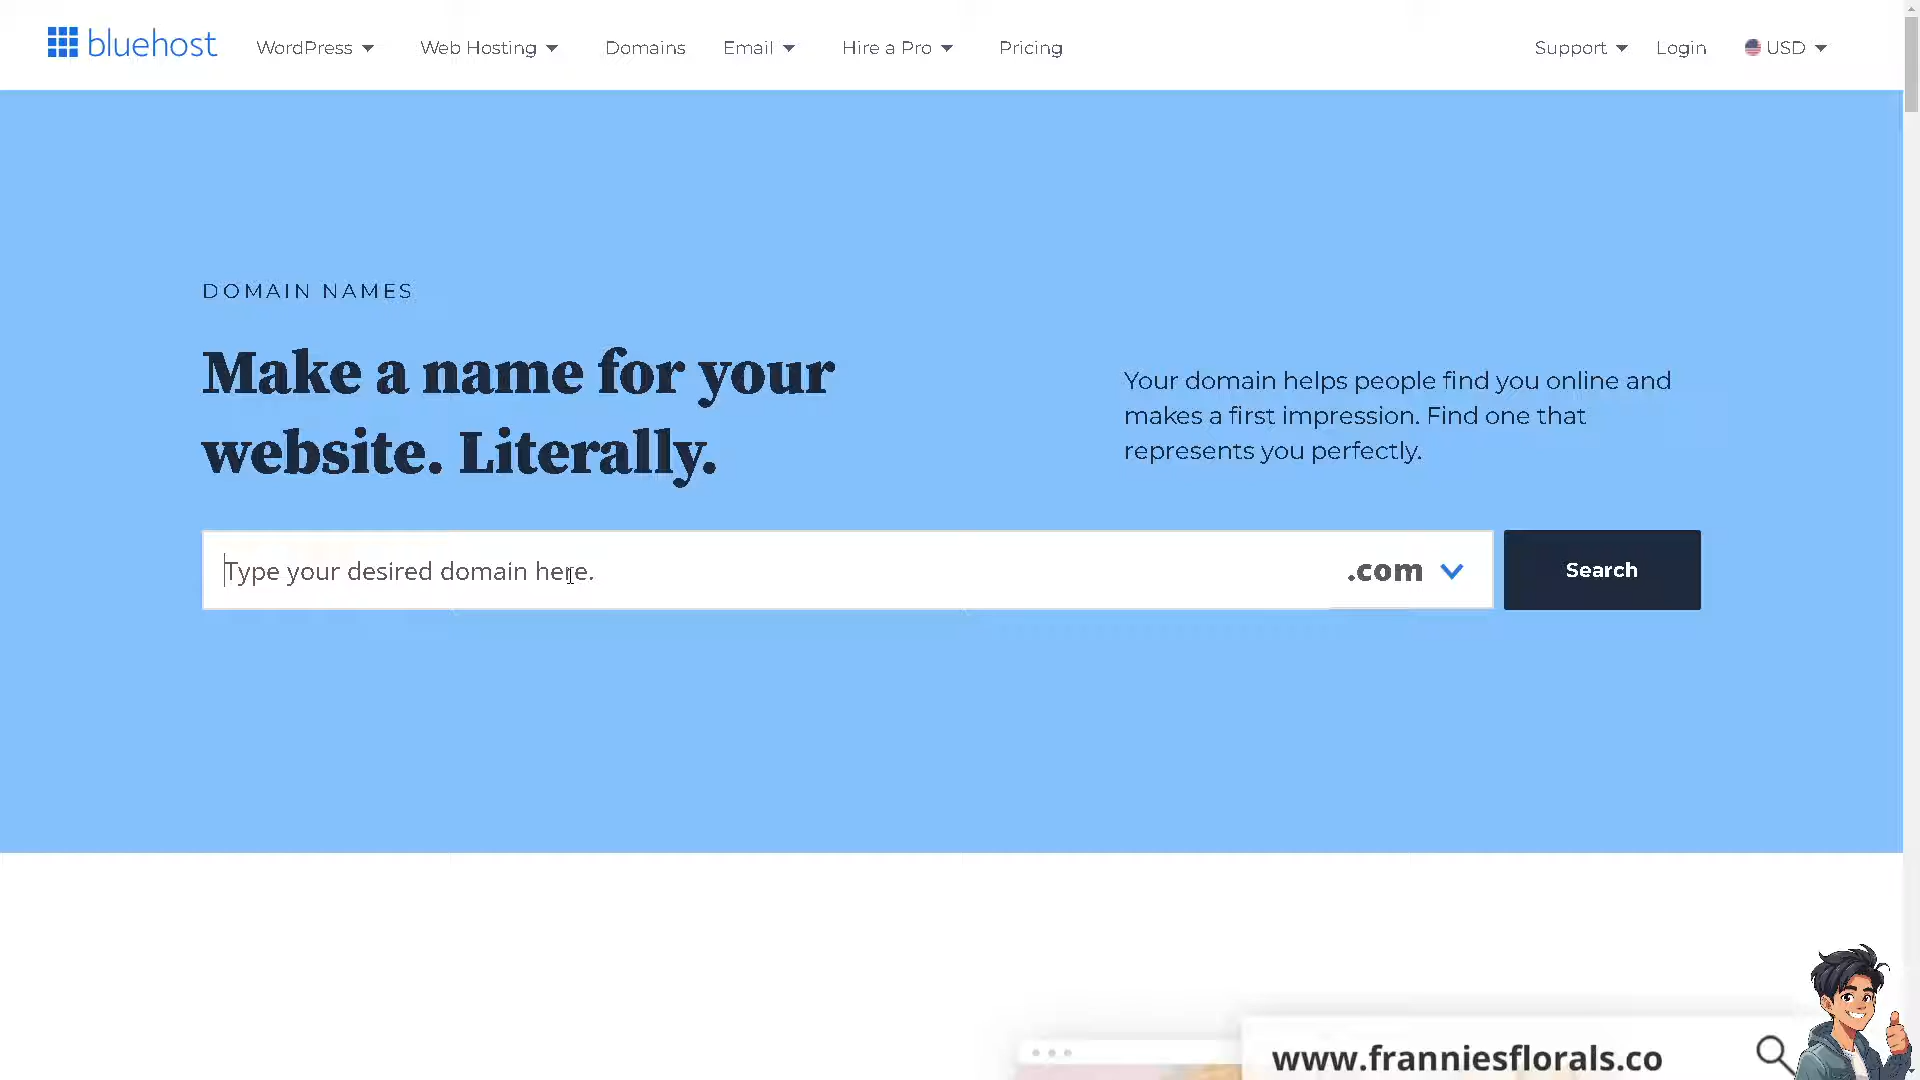 bluehost
WordPress
Web Hosting
Domains
Email
Hire a Pro
Pricing
Support
Login
USD
DOMAIN NAMES
Make a name for your
website. Literally.
Your domain helps people find you online and
makes a first impression. Find one that
represents you perfectly.
Type your desired domain here.
.com
Search
www.franniesflorals.co